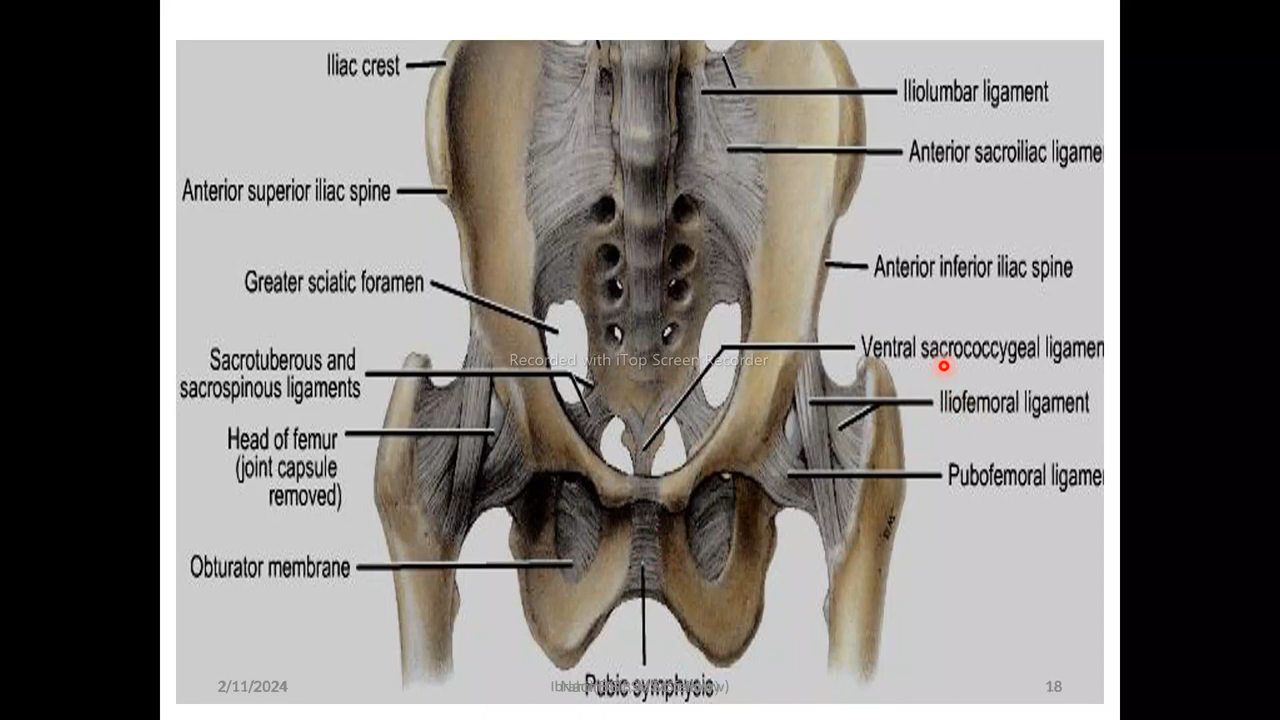 Iliac crest
Iliolumbar ligament
Anterior sacroiliac ligame
Anterior superior iliac spine
Anterior inferior iliac spine
Greater sciatic foramen
Ventral sacrococcygeal ligamen
Recorded with iTop Screen Recorder
Sacrotuberous and
sacrospinous ligaments
Iliofemoral ligament
Head of femur
(joint capsule
removed)
Pubofemoral ligame
Obturator membrane
Pubic symphysis
2/11/2024
18